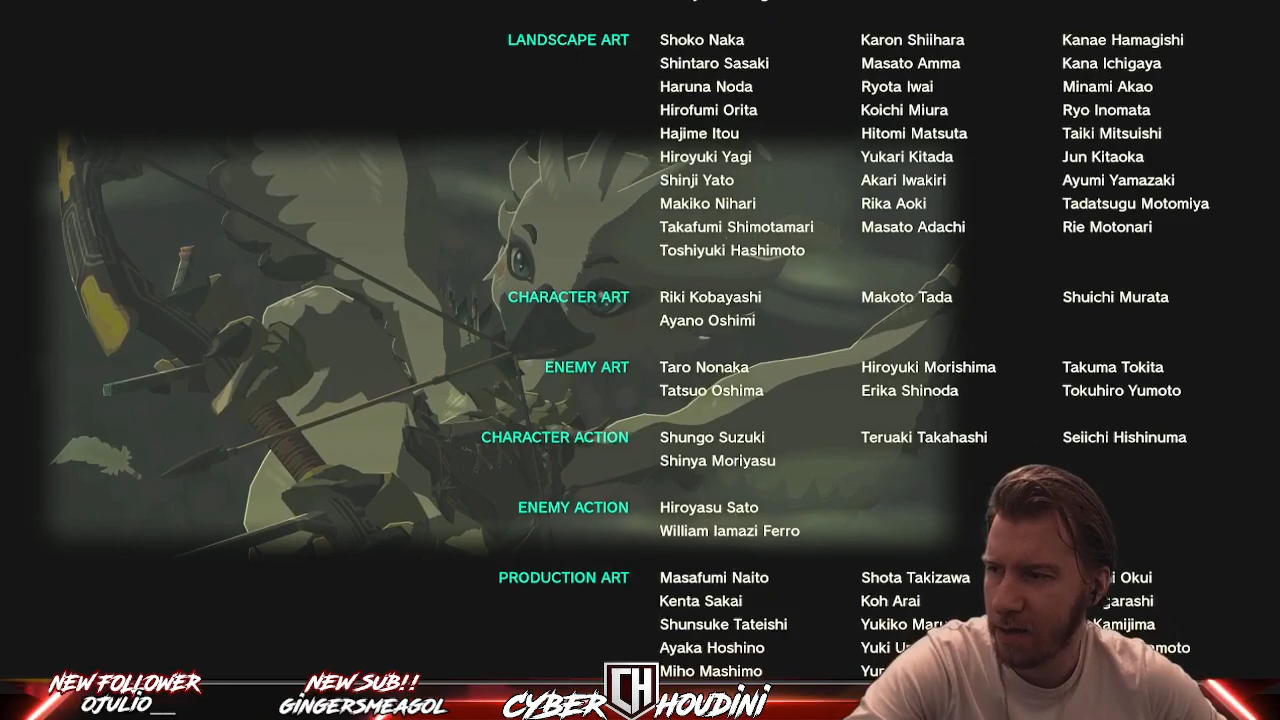 LANDSCAPE ART Shoko Naka Karon Shiihara Kanae Hamagishi
Shintaro Sasaki Masato Amma Kana Ichigaya
Haruna Noda Ryota Iwai Minami Akao
Hirofumi Orita Koichi Miura Ryo Inomata
Hajime Itou Hitomi Matsuta Taiki Mitsuishi
Hiroyuki Yagi Yukari Kitada Jun Kitaoka
Shinji Yato Akari Iwakiri Ayumi Yamazaki
Makiko Nihari Rika Aoki Tadatsugu Motomiya
Takafumi Shimotamari Masato Adachi Rie Motonari
Toshiyuki Hashimoto
CHARACTER ART Riki Kobayashi Makoto Tada Shuichi Murata
Ayano Oshimi
ENEMY ART Taro Nonaka Hiroyuki Morishima Takuma Tokita
Tatsuo Oshima Erika Shinoda Tokuhiro Yumoto
CHARACTER ACTION Shungo Suzuki Teruaki Takahashi Seiichi Hishinuma
Shinya Moriyasu
ENEMY ACTION Hiroyasu Sato
William Iamazi Ferro
PRODUCTION ART Masafumi Naito Shota Takizawa Okui
Kenta Sakai Koh Arai
Shunsuke Tateishi Yukiko Kamijima
Ayaka Hoshino Yuki
Miho Mashimo
NEW FOLLOWER
OJULIO__
NEW SUB!!
GINGERSMEAGOL
CYBER CH HOUDINI